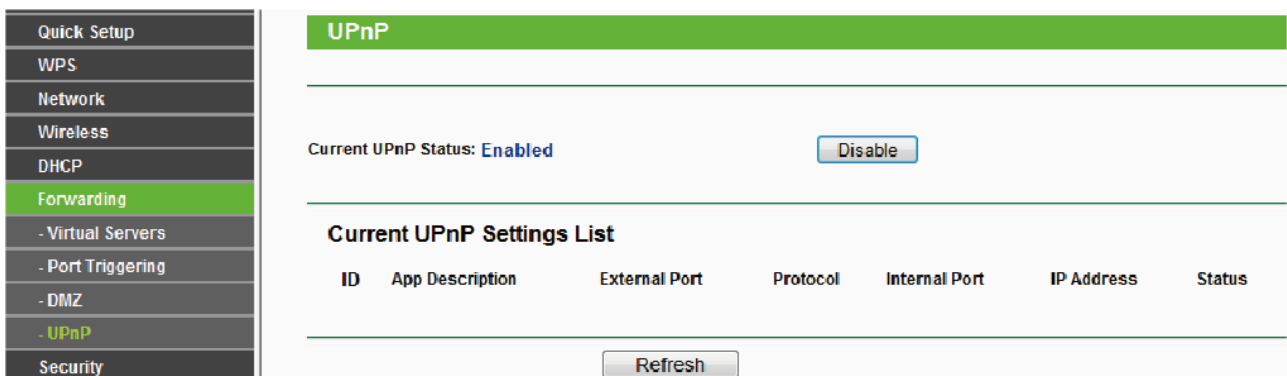 Quick Setup
WPS
Network
Wireless
DHCP
Forwarding
- Virtual Servers
- Port Triggering
- DMZ
- UPnP
Security
UPnP
Current UPnP Status: Enabled Disable
Current UPnP Settings List
ID App Description External Port Protocol Internal Port IP Address Status
Refresh